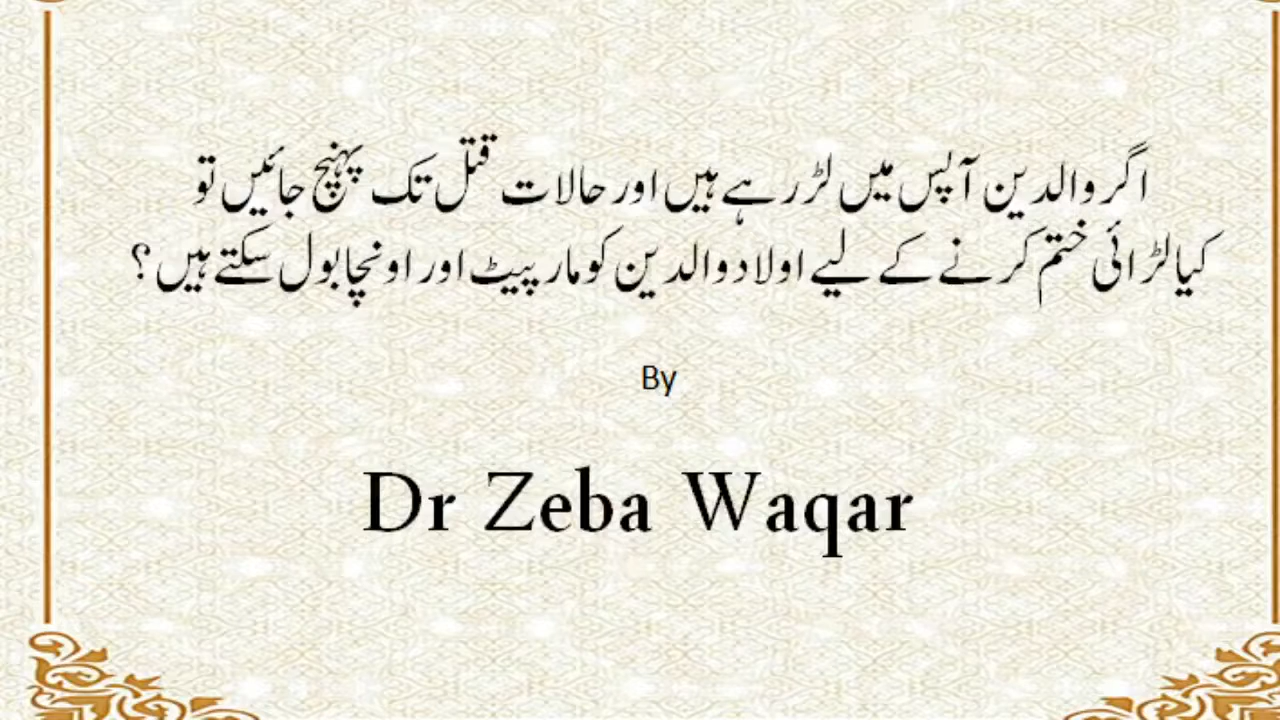 اگر والدین آپس میں لڑ رہے ہیں اور حالات قتل تک پہنچ جائیں تو
کیا لڑائی ختم کرنے کے لیے اولاد والدین کو مار پیٹ اور اونچا بول سکتے ہیں ؟
By
Dr Zeba Waqar